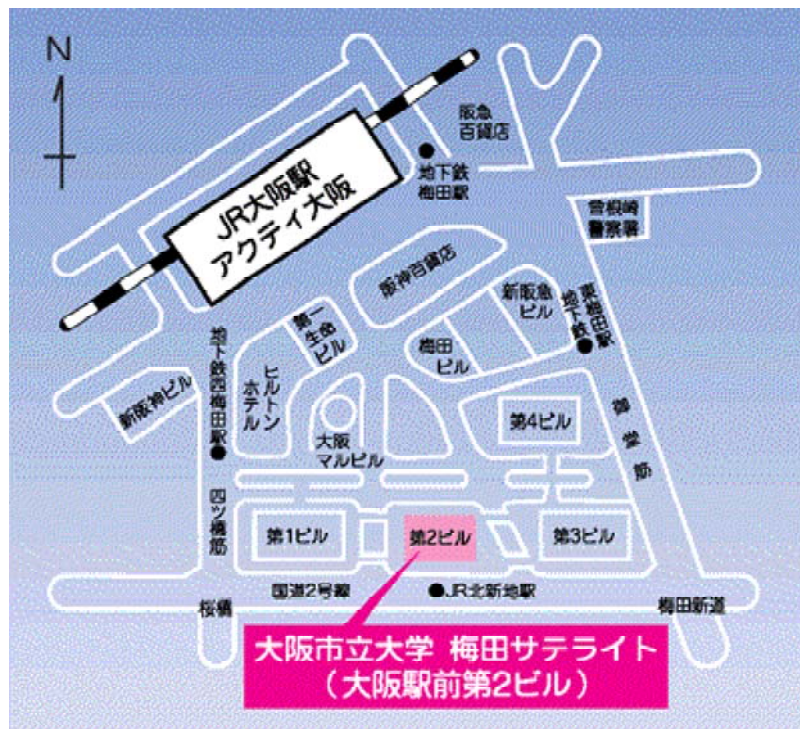 N
JR大阪駅
アクティ大阪
阪急
百貨店
地下鉄
梅田駅
曽根崎
警察署
阪神百貨店
新阪急
ビル
地下鉄
東梅田駅
梅田
ビル
第一
生命
ビル
ヒルトン
ホテル
地下鉄四梅田駅
新阪神ビル
大阪
マルビル
第4ビル
御堂筋
四ツ橋筋
第1ビル
第2ビル
第3ビル
国道2号線
JR北新地駅
桜橋
梅田新道
大阪市立大学 梅田サテライト
(大阪駅前第2ビル)